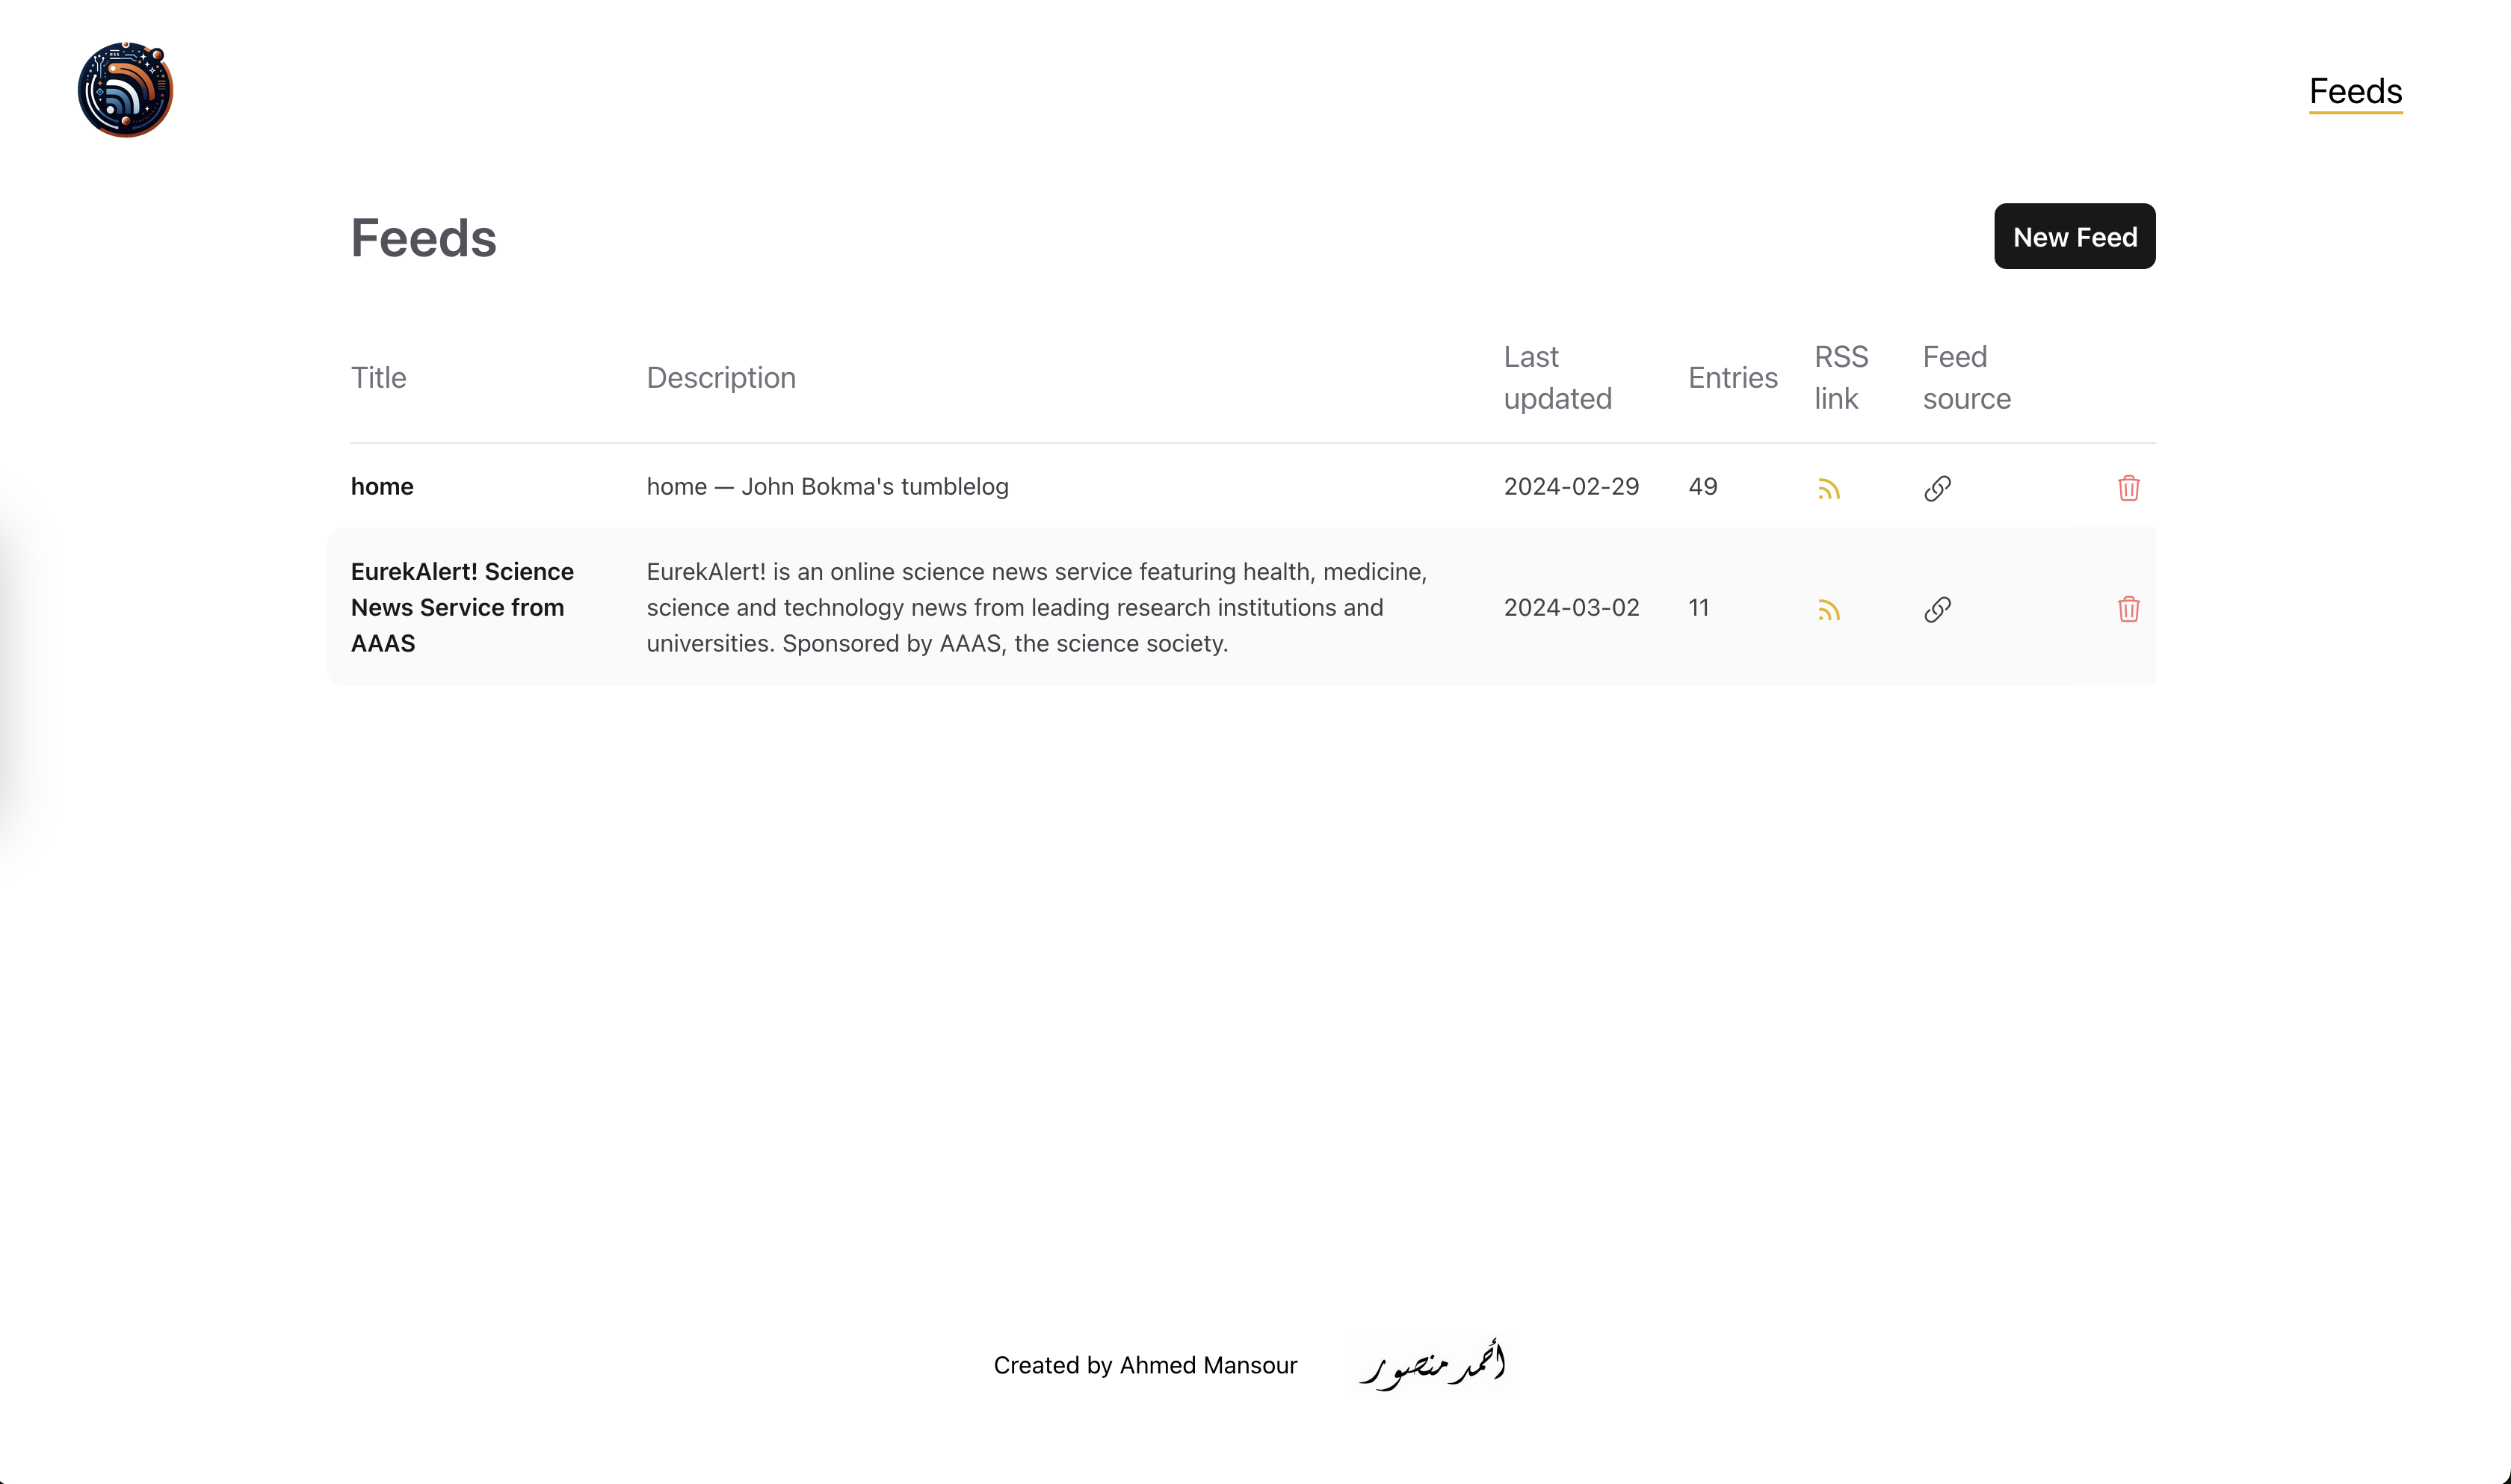 Feeds
Feeds
New Feed
Title
Description
Last
updated
Entries
RSS
link
Feed
source
home
home — John Bokma's tumblelog
2024-02-29
49
EurekAlert! Science
News Service from
AAAS
EurekAlert! is an online science news service featuring health, medicine,
science and technology news from leading research institutions and
universities. Sponsored by AAAS, the science society.
2024-03-02
11
Created by Ahmed Mansour
أحمد منصور